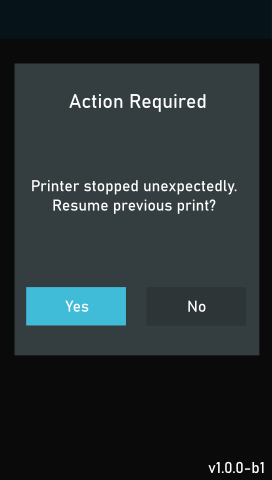 Action Required
Printer stopped unexpectedly.
Resume previous print?
Yes
No
v1.0.0-b1